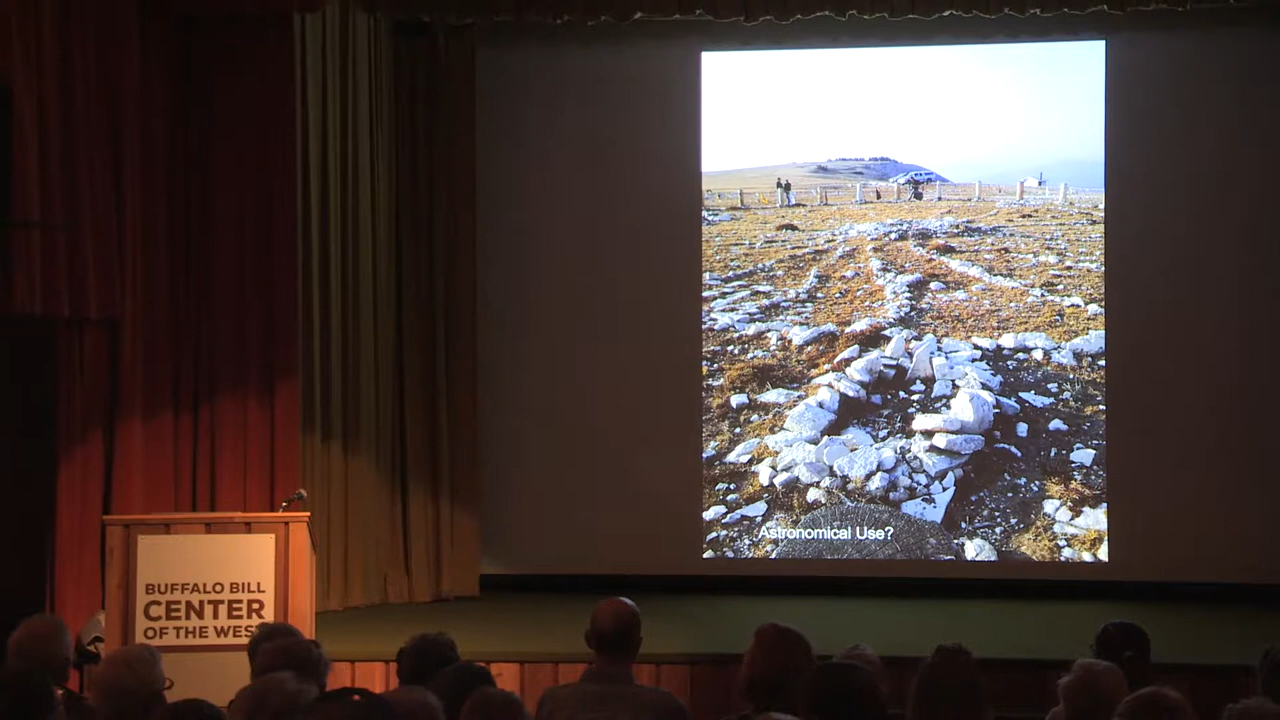 Astronomical Use?
BUFFALO BILL
CENTER
OF THE WEST